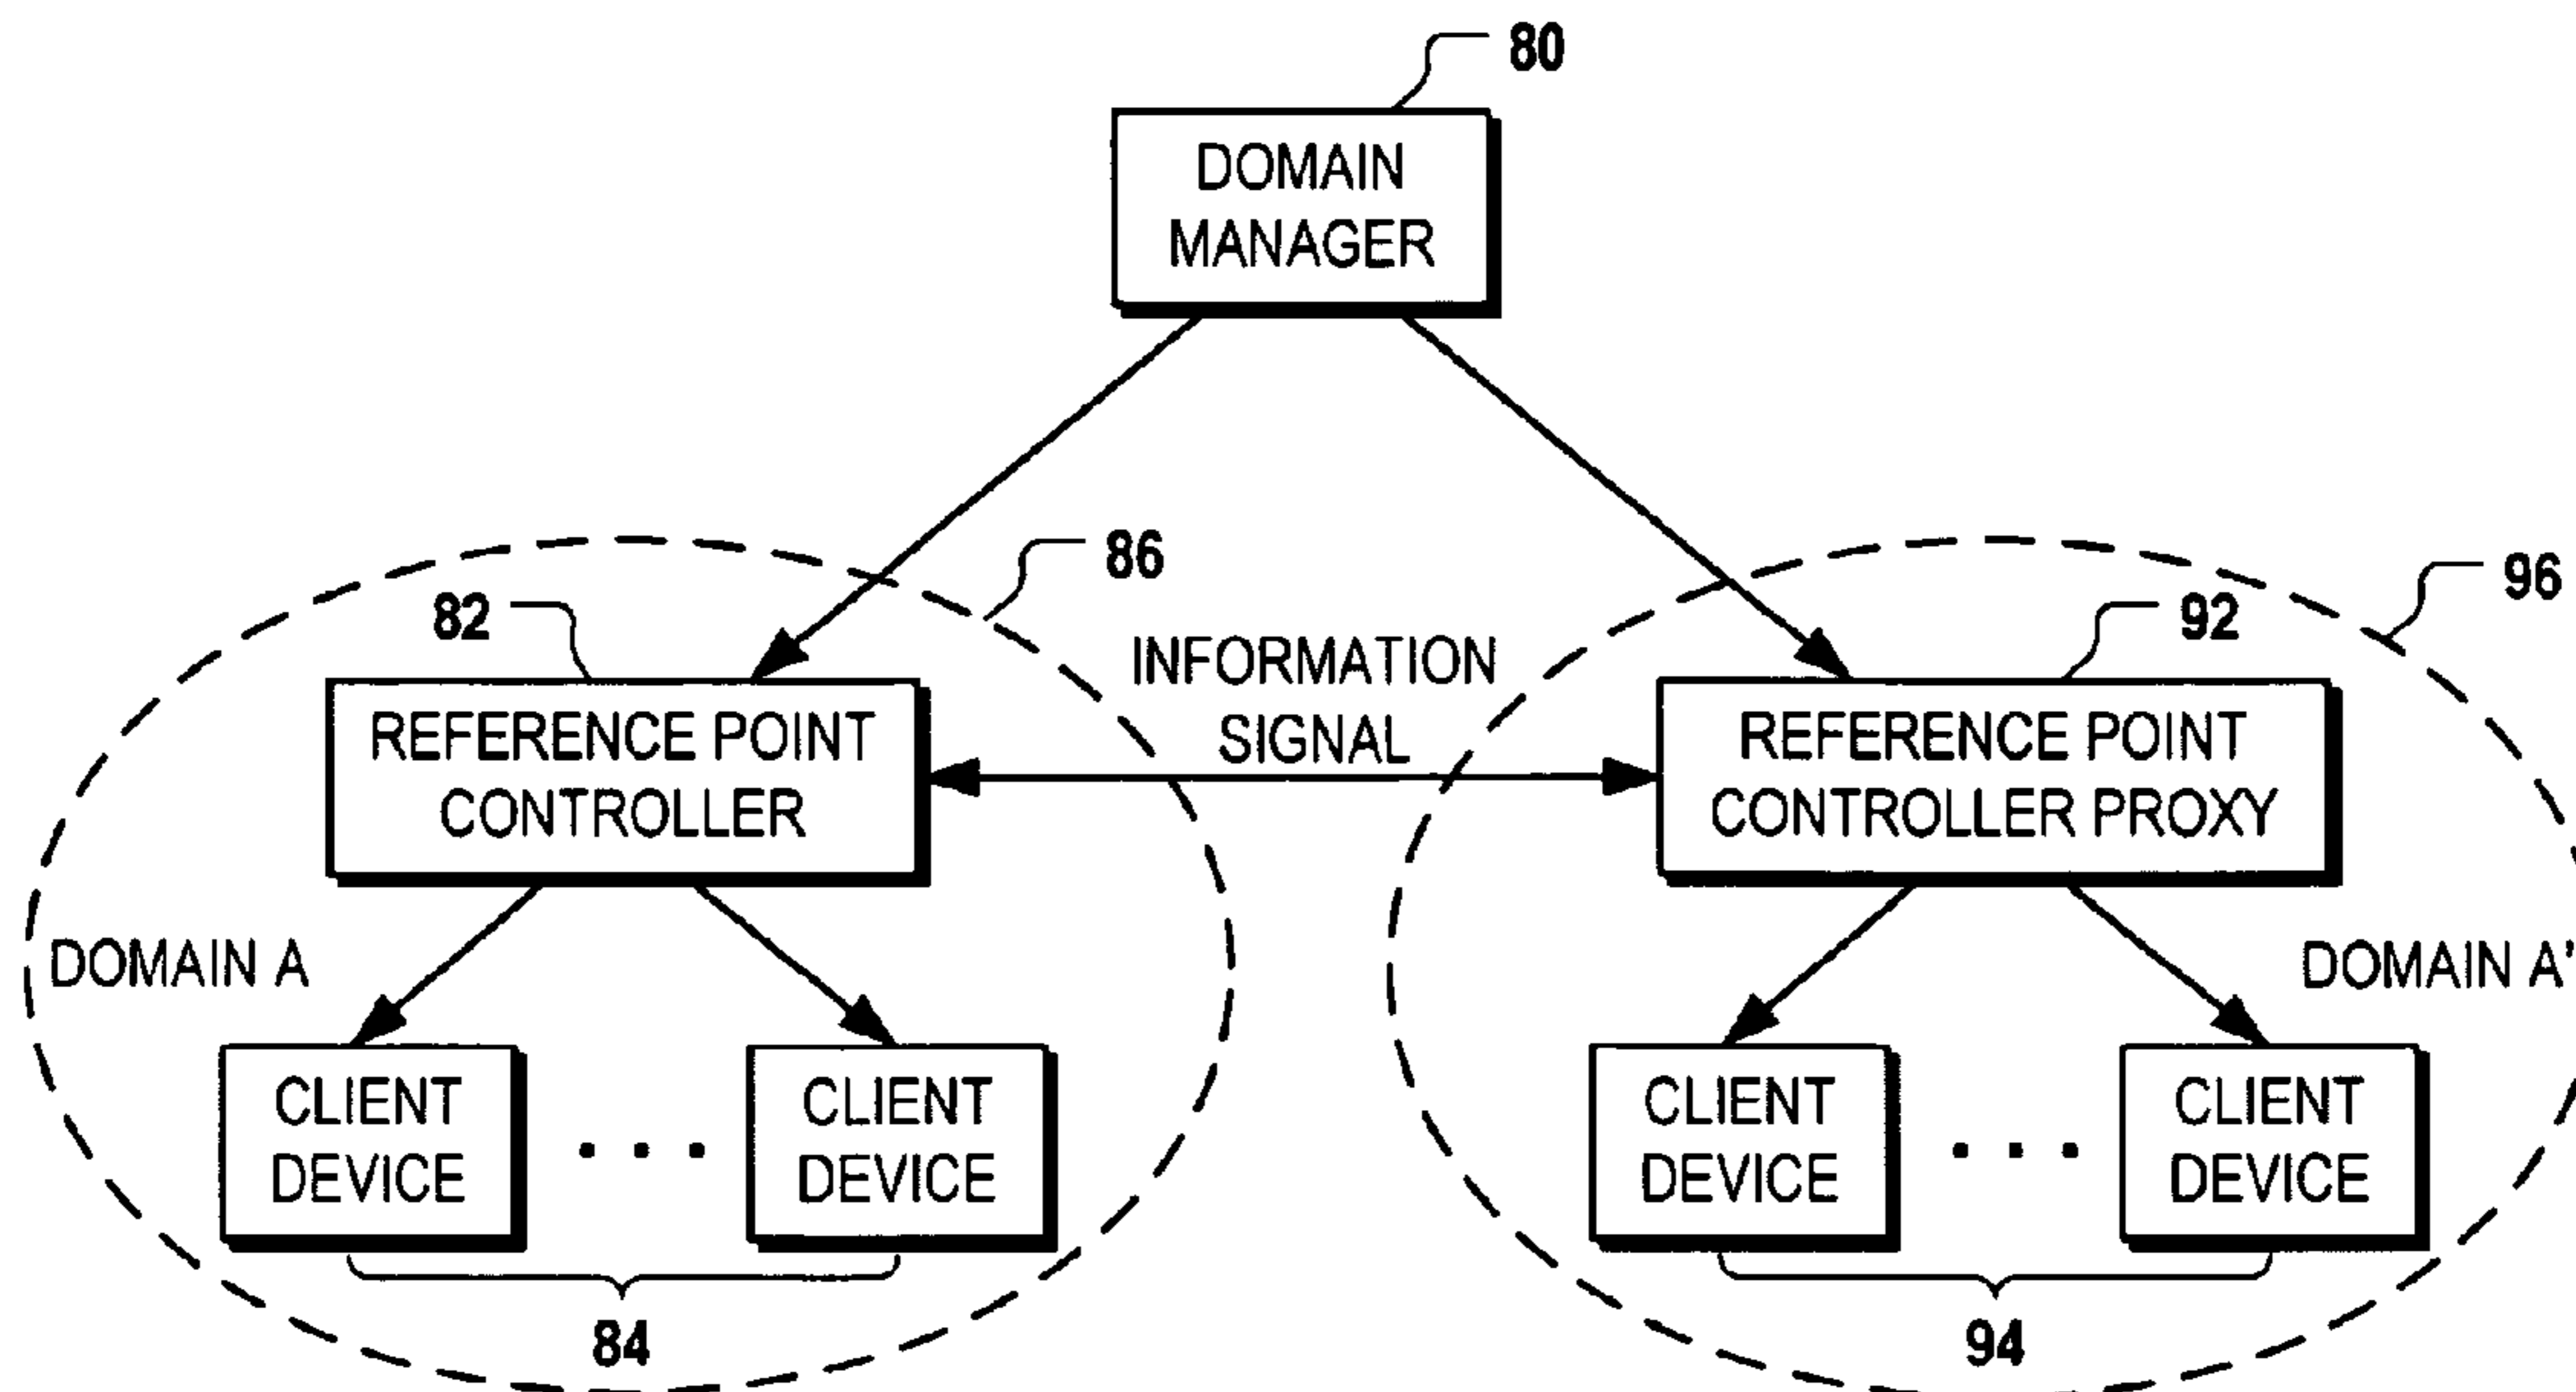 80
DOMAIN
MANAGER
86
96
82
92
INFORMATION
SIGNAL
REFERENCE POINT
CONTROLLER
REFERENCE POINT
CONTROLLER PROXY
DOMAIN A
DOMAIN A'
CLIENT
DEVICE
. . .
CLIENT
DEVICE
CLIENT
DEVICE
. . .
CLIENT
DEVICE
84
94